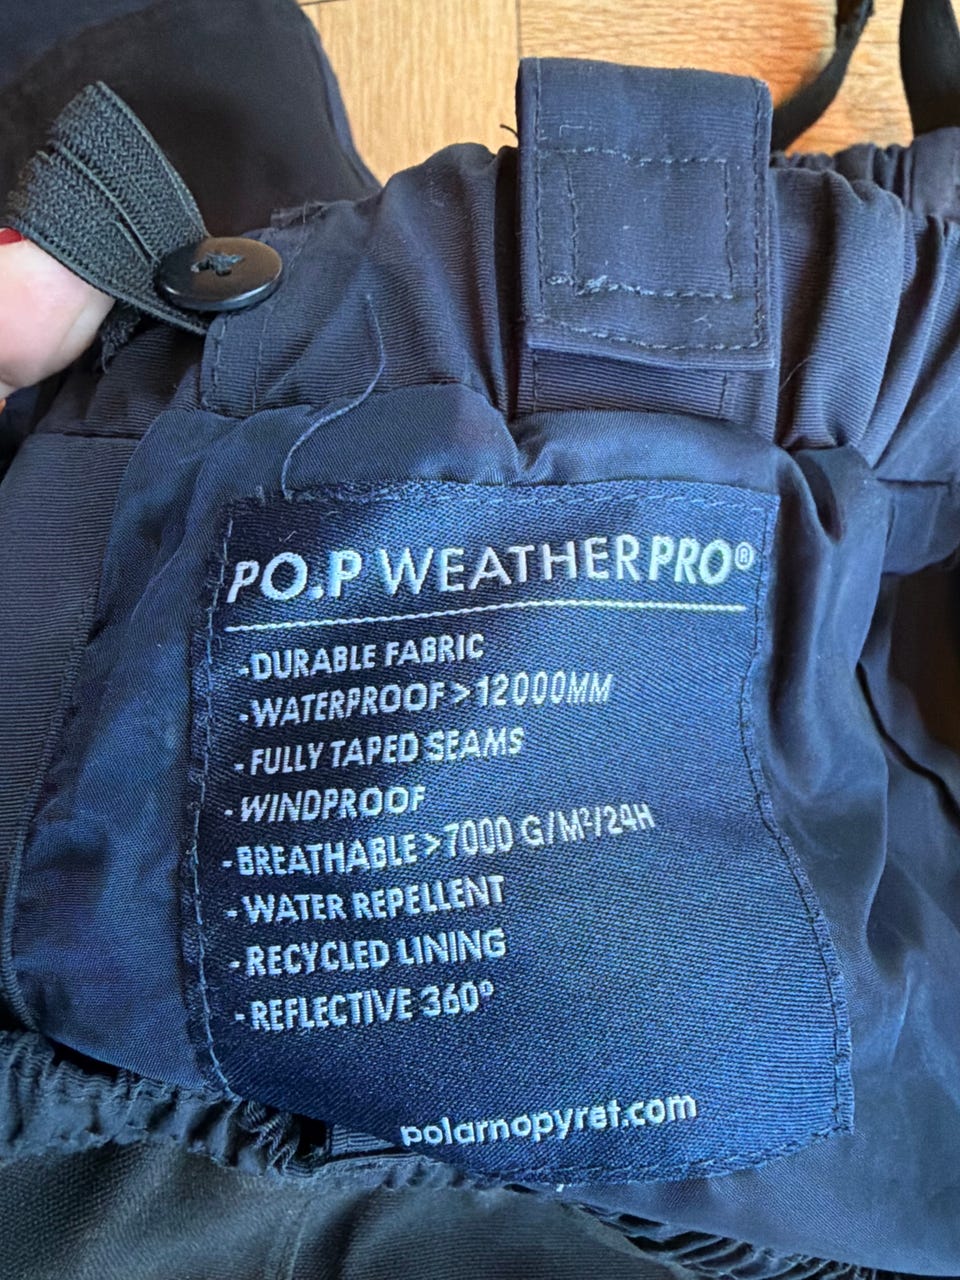 PO.P WEATHERPRO®
-DURABLE FABRIC
-WATERPROOF > 12000MM
-FULLY TAPED SEAMS
-WINDPROOF
-BREATHABLE >7000 G/M²/24H
-WATER REPELLENT
-RECYCLED LINING
-REFLECTIVE 360°
polarnopyret.com